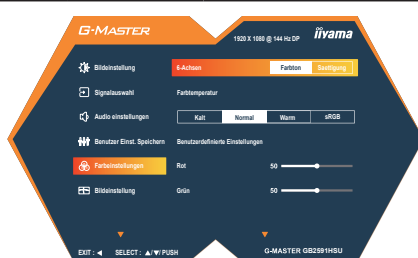 G-MASTER
1920 X 1080 @ 144 Hz DP
iiyama
Bildeinstellung
6-Achsen
Farbton
Saettigung
Signalauswahl
Farbtemperatur
Audio einstellungen
Kalt
Normal
Warm
sRGB
Benutzer Einst. Speichern
Benutzerdefinierte Einstellungen
Farbeinstellungen
Rot
50
Bildeinstellung
Grün
50
EXIT : ◀
SELECT : ▲/▼/ PUSH
G-MASTER GB2591HSU